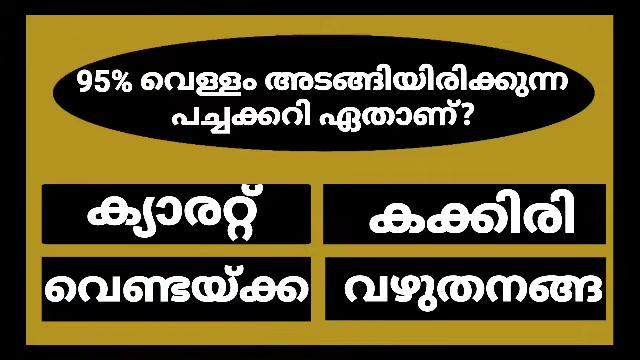 95% വെള്ളം അടങ്ങിയിരിക്കുന്ന
പച്ചക്കറി ഏതാണ്?
ക്യാരറ്റ്
കക്കിരി
വെണ്ടയ്ക്ക
വഴുതനങ്ങ